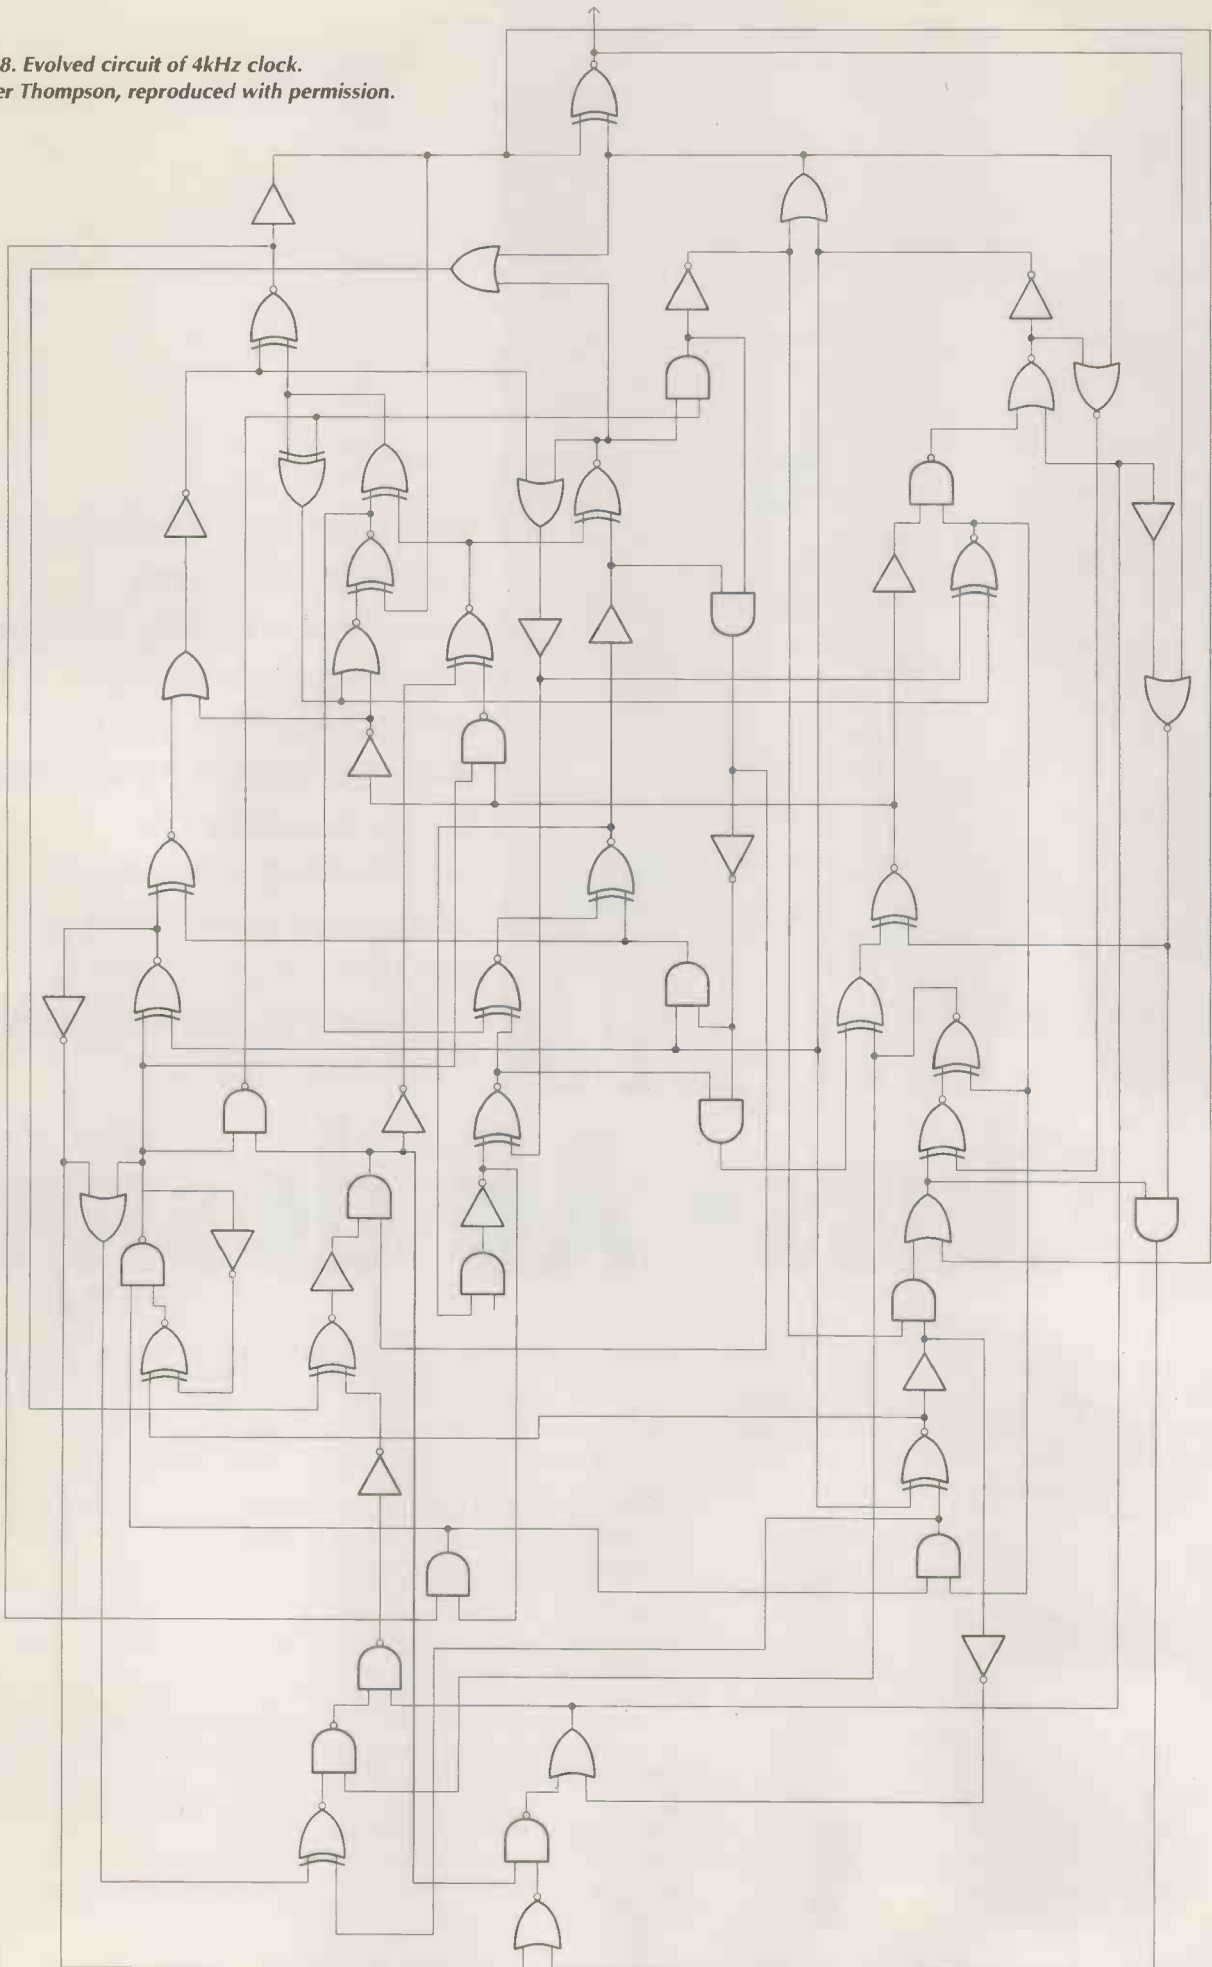 8. Evolved circuit of 4kHz clock.
er Thompson, reproduced with permission.